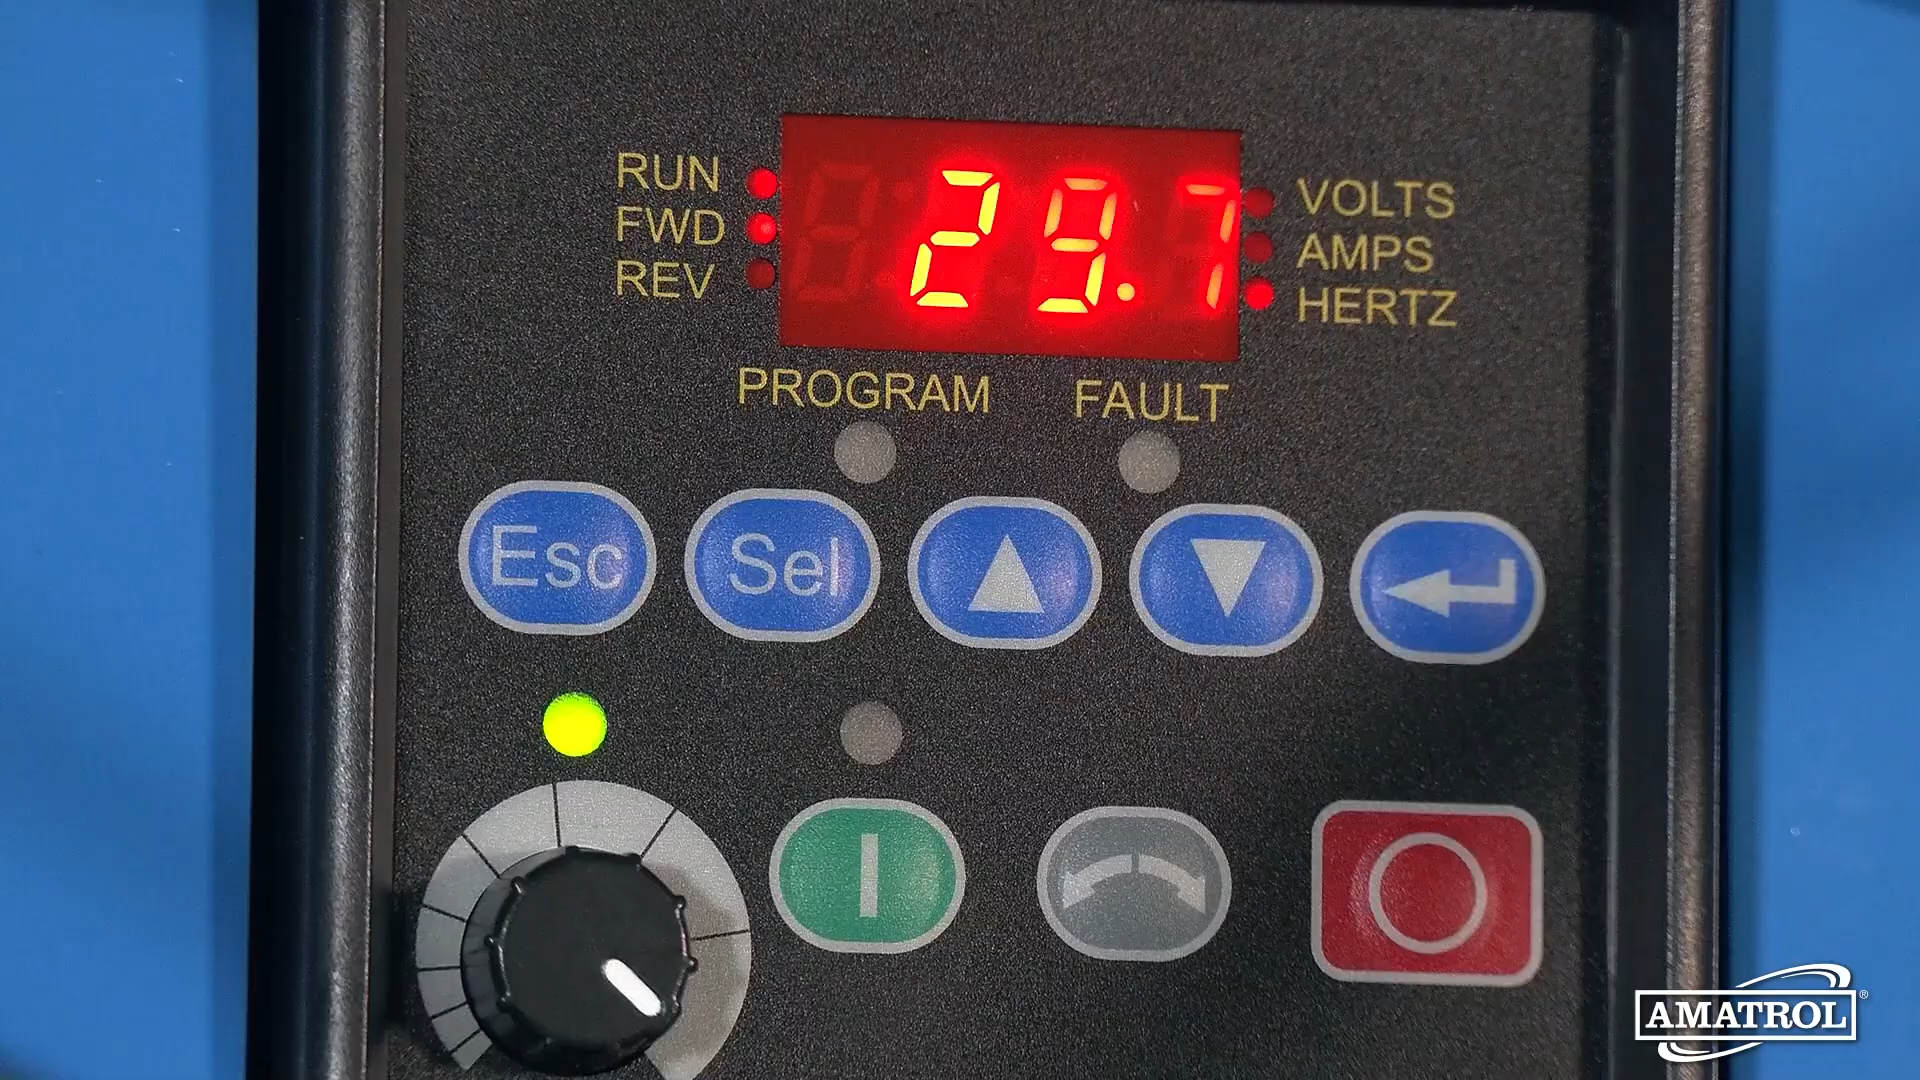 RUN
FWD
REV
29.7
VOLTS
AMPS
HERTZ
PROGRAM
FAULT
Esc
Sel
AMATROL®